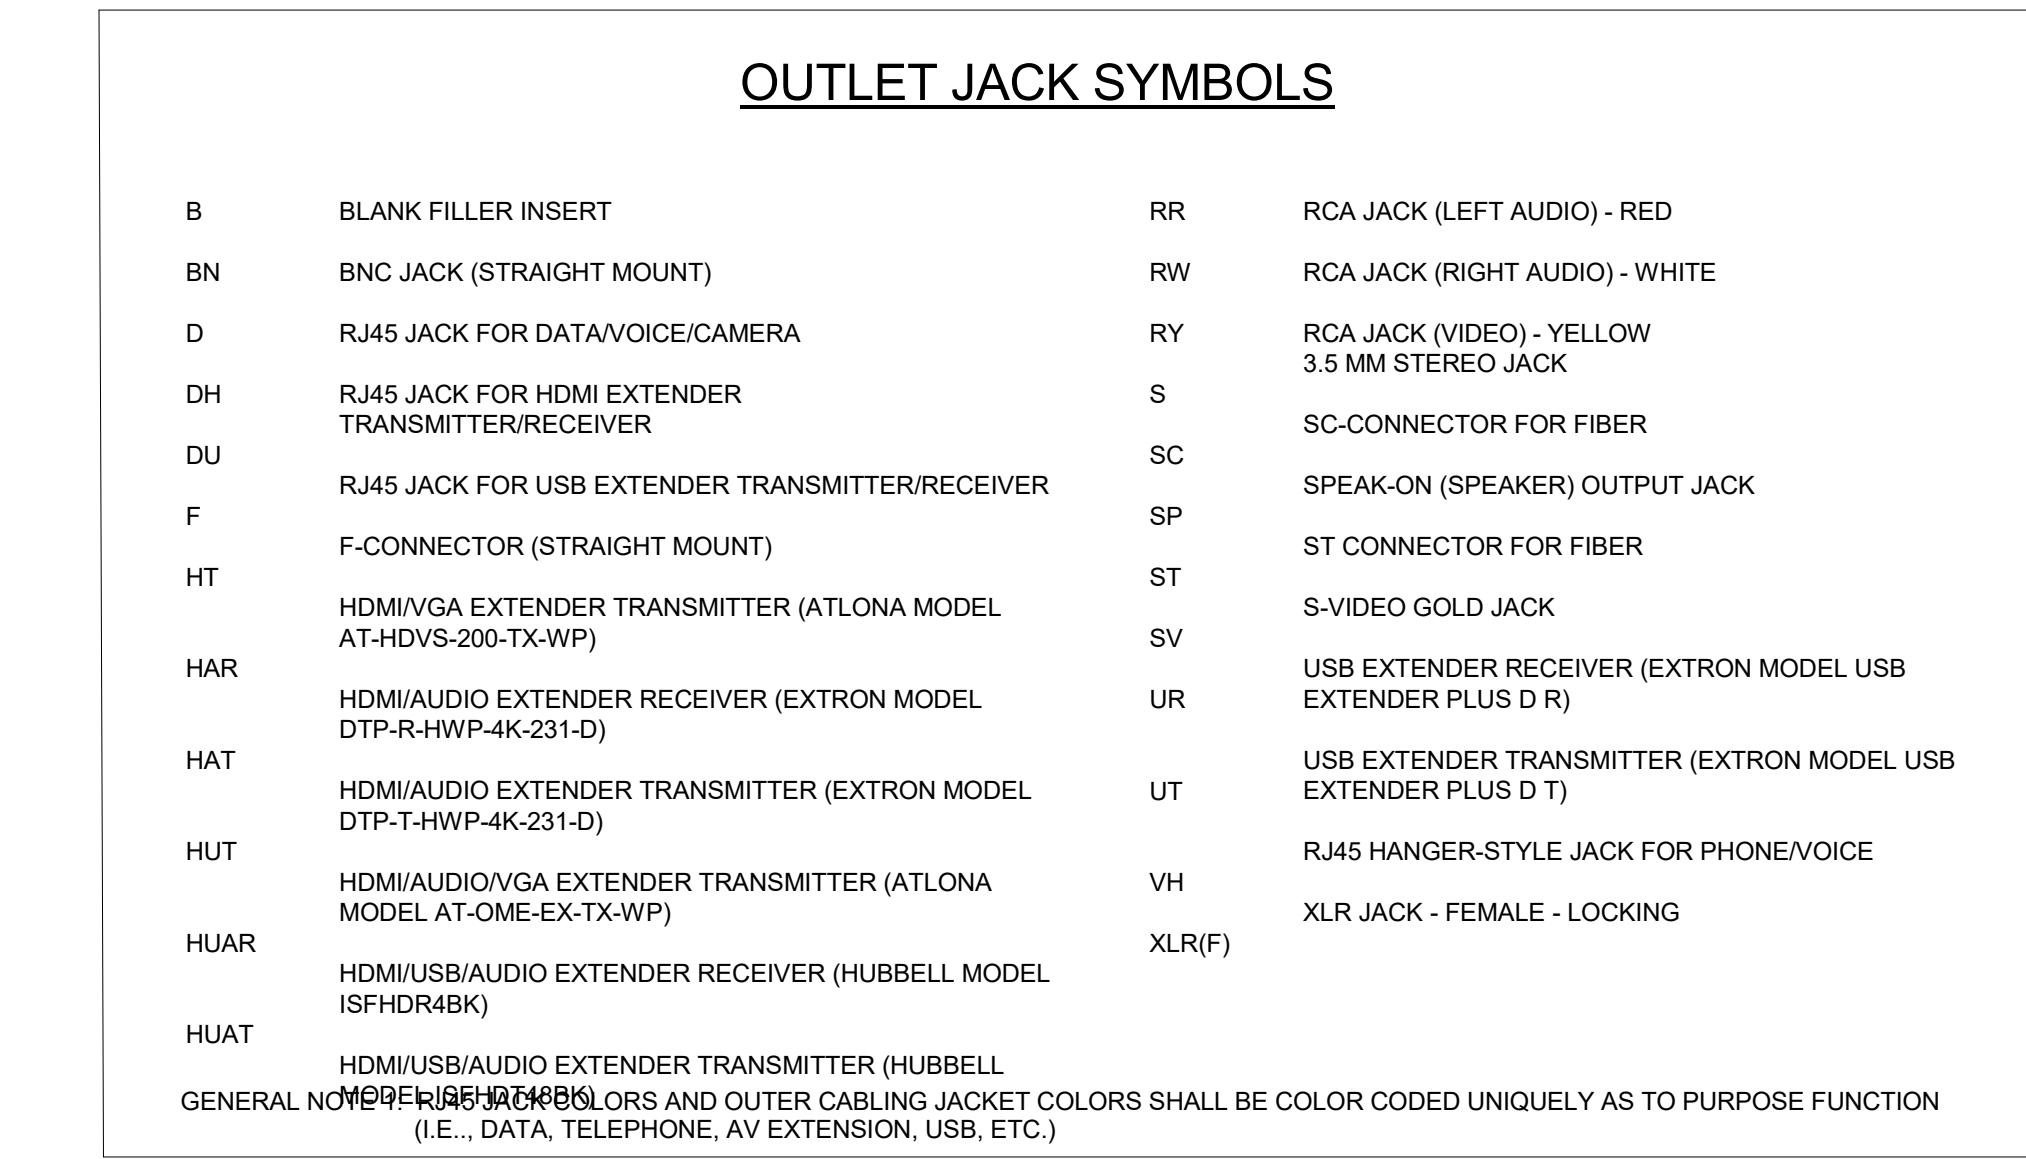 OUTLET JACK SYMBOLS
B BLANK FILLER INSERT
BN BNC JACK (STRAIGHT MOUNT)
D RJ45 JACK FOR DATA/VOICE/CAMERA
DH RJ45 JACK FOR HDMI EXTENDER
TRANSMITTER/RECEIVER
DU
RJ45 JACK FOR USB EXTENDER TRANSMITTER/RECEIVER
F
F-CONNECTOR (STRAIGHT MOUNT)
HT
HDMI/VGA EXTENDER TRANSMITTER (ATLONA MODEL
AT-HDVS-200-TX-WP)
HAR
HDMI/AUDIO EXTENDER RECEIVER (EXTRON MODEL
DTP-R-HWP-4K-231-D)
HAT
HDMI/AUDIO EXTENDER TRANSMITTER (EXTRON MODEL
DTP-T-HWP-4K-231-D)
HUT
HDMI/AUDIO/VGA EXTENDER TRANSMITTER (ATLONA
MODEL AT-OME-EX-TX-WP)
HUAR
HDMI/USB/AUDIO EXTENDER RECEIVER (HUBBELL MODEL
ISFHDR4BK)
HUAT
HDMI/USB/AUDIO EXTENDER TRANSMITTER (HUBBELL
MODEL ISFHDT48BK)
RR RCA JACK (LEFT AUDIO) - RED
RW RCA JACK (RIGHT AUDIO) - WHITE
RY RCA JACK (VIDEO) - YELLOW
3.5 MM STEREO JACK
S
SC-CONNECTOR FOR FIBER
SC
SPEAK-ON (SPEAKER) OUTPUT JACK
SP
ST CONNECTOR FOR FIBER
ST
S-VIDEO GOLD JACK
SV
USB EXTENDER RECEIVER (EXTRON MODEL USB
UR EXTENDER PLUS D R)
USB EXTENDER TRANSMITTER (EXTRON MODEL USB
UT EXTENDER PLUS D T)
RJ45 HANGER-STYLE JACK FOR PHONE/VOICE
VH
XLR JACK - FEMALE - LOCKING
XLR(F)
GENERAL NOTE 1: RJ45 JACK COLORS AND OUTER CABLING JACKET COLORS SHALL BE COLOR CODED UNIQUELY AS TO PURPOSE FUNCTION
(I.E.., DATA, TELEPHONE, AV EXTENSION, USB, ETC.)